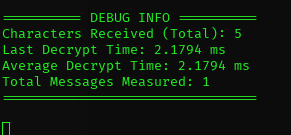 ========== DEBUG INFO ==========
Characters Received (Total): 5
Last Decrypt Time: 2.1794 ms
Average Decrypt Time: 2.1794 ms
Total Messages Measured: 1
================================